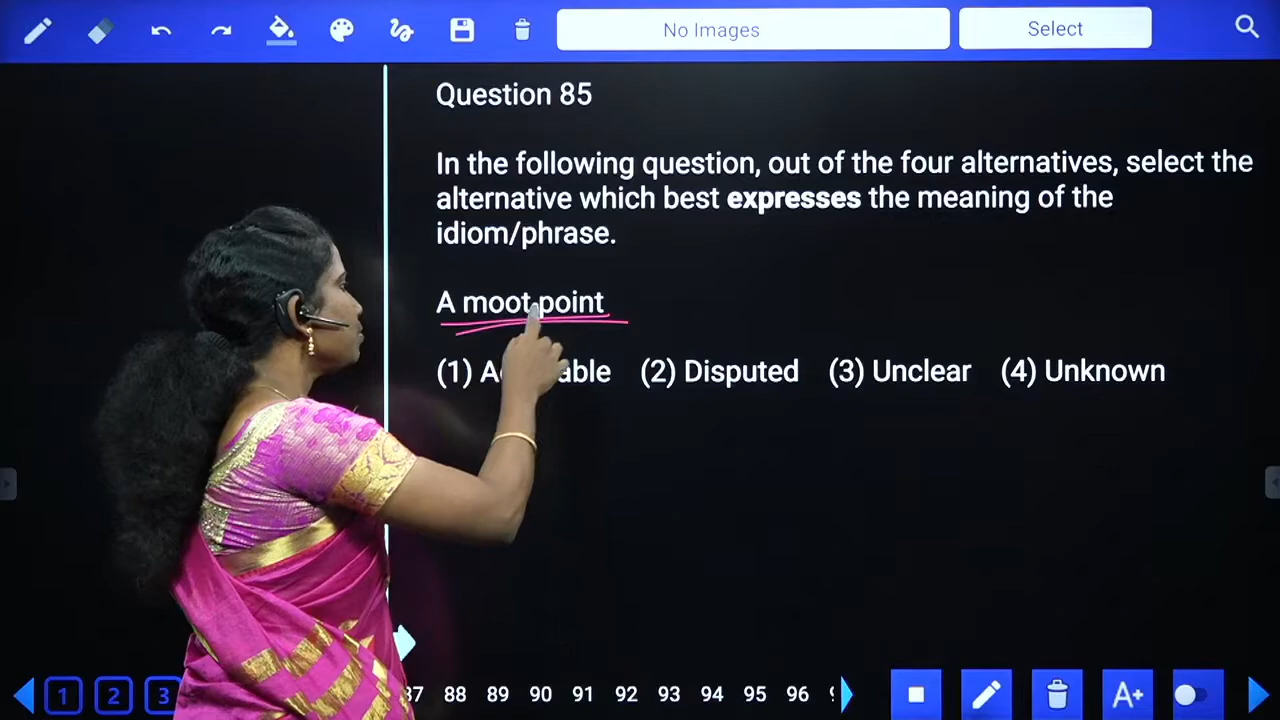 No Images
Select
Question 85
In the following question, out of the four alternatives, select the
alternative which best expresses the meaning of the
idiom/phrase.
A moot point
(1) (2) Disputed (3) Unclear (4) Unknown
1 2 3 88 89 90 91 92 93 94 95 96
A+